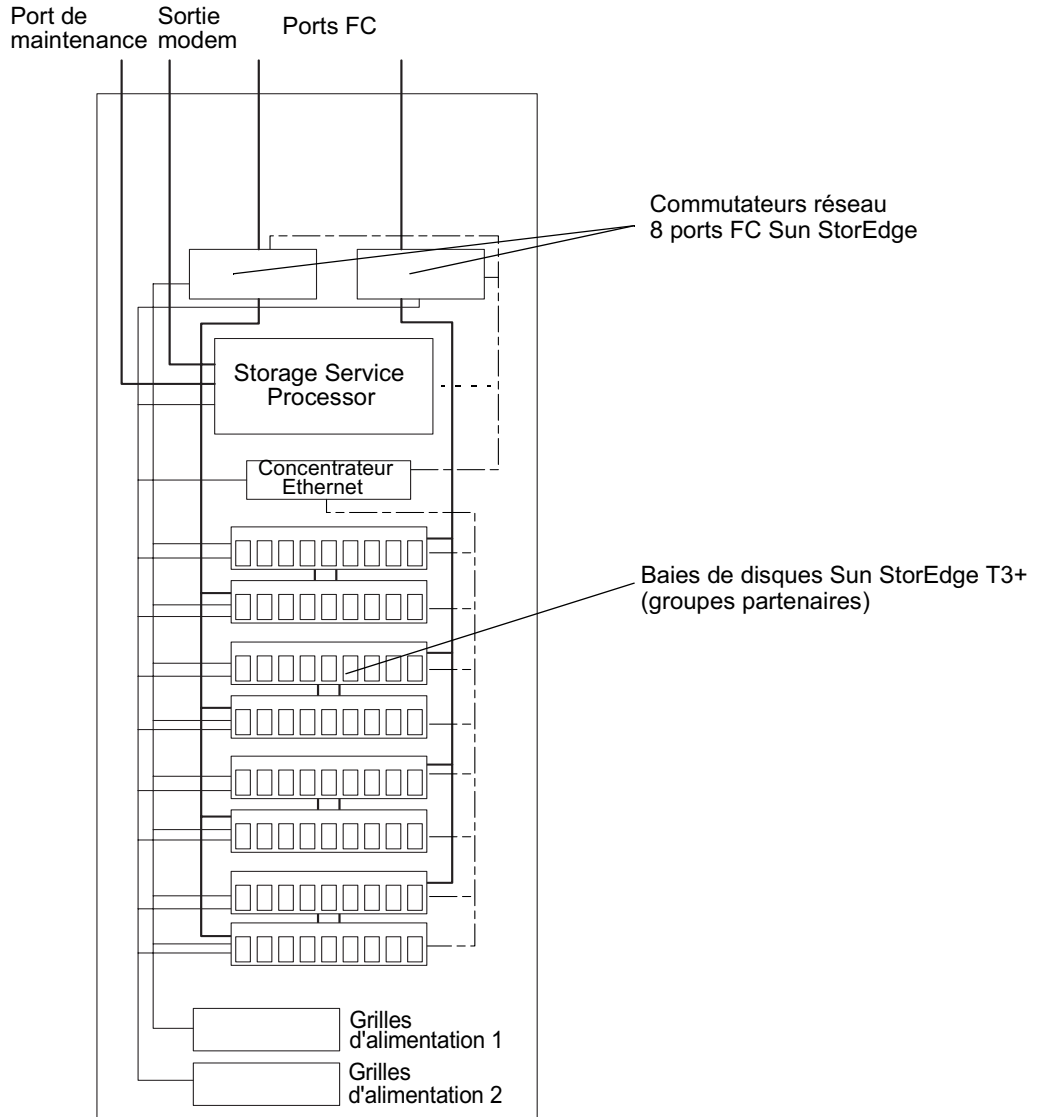 Port de
maintenance
Sortie
modem
Ports FC
Commutateurs réseau
8 ports FC Sun StorEdge
Storage Service
Processor
Concentrateur
Ethernet
Baies de disques Sun StorEdge T3+
(groupes partenaires)
Grilles
d'alimentation 1
Grilles
d'alimentation 2